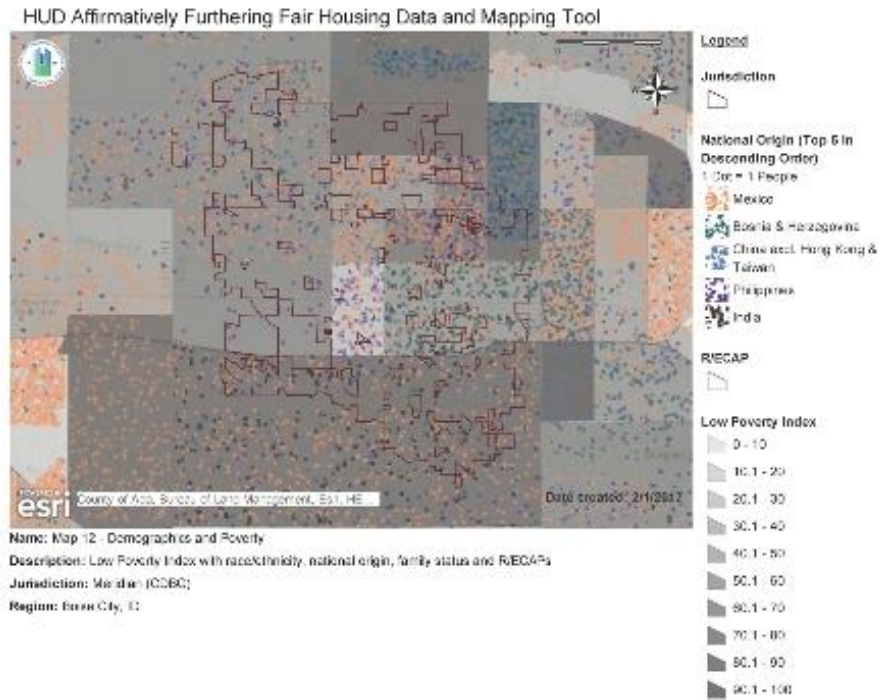 HUD Affirmatively Furthering Fair Housing Data and Mapping Tool
Legend
Jurisdiction
National Origin (Top 5 in
Descending Order)
1 Dot = 1 People
Mexico
Bosnia & Herzegovina
China excl. Hong Kong &
Taiwan
Philippines
India
R/ECAP
Low Poverty Index
0 - 10
10.1 - 20
20.1 - 30
30.1 - 40
40.1 - 50
50.1 - 60
60.1 - 70
70.1 - 80
80.1 - 90
90.1 - 100
esri
County of Ada, Bureau of Land Management, Esri, HE...
Date created: 2/1/2017
Name: Map 12 - Demographics and Poverty
Description: Low Poverty Index with race/ethnicity, national origin, family status and R/ECAPs
Jurisdiction: Meridian (CDBG)
Region: Boise City, ID